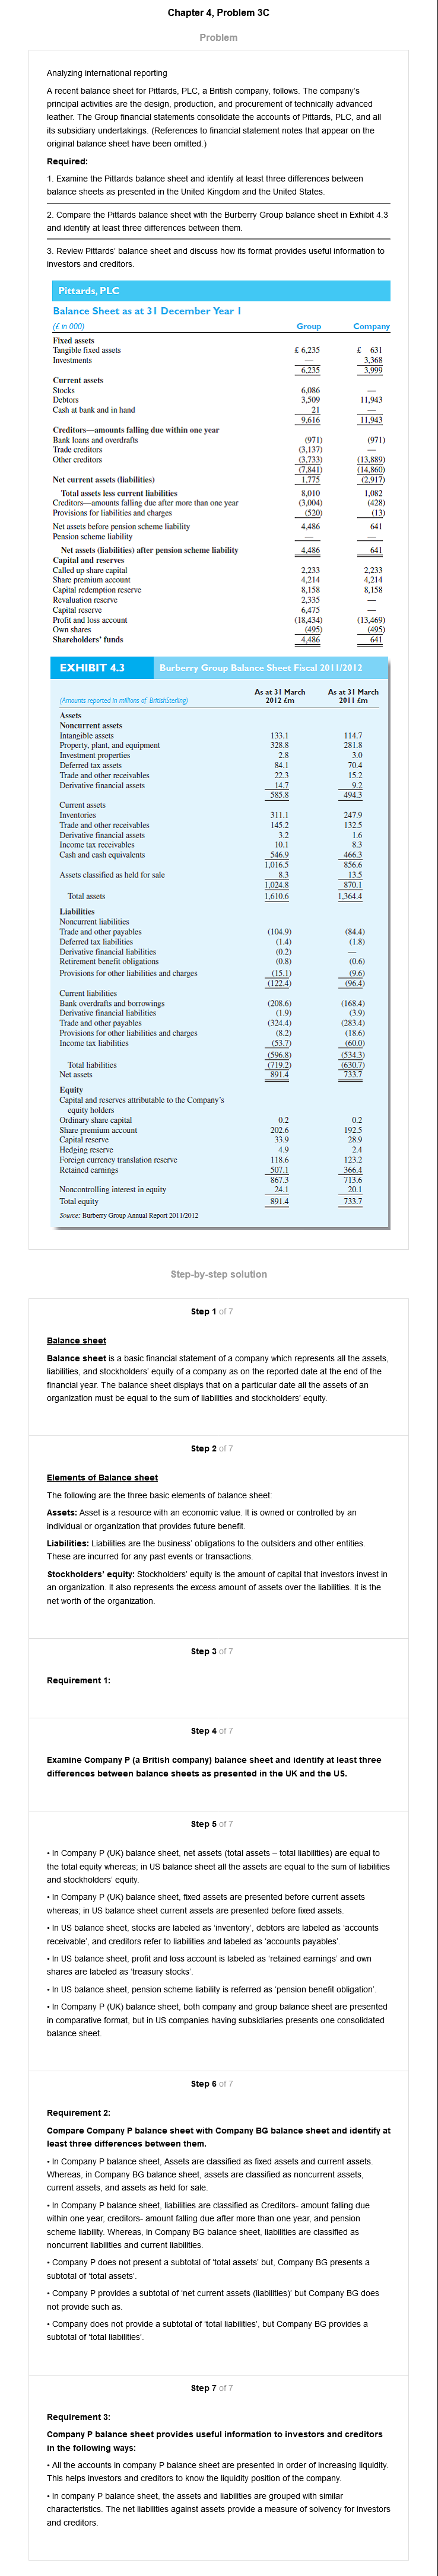 Chapter 4, Problem 3C
Problem
Analyzing international reporting
A recent balance sheet for Pittards, PLC, a British company, follows. The company's
principal activities are the design, production, and procurement of technically advanced
leather. The Group financial statements consolidate the accounts of Pittards, PLC, and all
its subsidiary undertakings. (References to financial statement notes that appear on the
original balance sheet have been omitted.)
Required:
1. Examine the Pittards balance sheet and identify at least three differences between
balance sheets as presented in the United Kingdom and the United States.
2. Compare the Pittards balance sheet with the Burberry Group balance sheet in Exhibit 4.3
and identify at least three differences between them.
3. Review Pittards' balance sheet and discuss how its format provides useful information to
investors and creditors.
Pittards, PLC
Balance Sheet as at 31 December Year 1
(£ in 000) Group Company
Fixed assets
Tangible fixed assets £ 6,235 £ 631
Investments — 3,368
6,235 3,999
Current assets
Stocks 6,086 —
Debtors 3,509 11,943
Cash at bank and in hand 21 —
9,616 11,943
Creditors—amounts falling due within one year
Bank loans and overdrafts (971) (971)
Trade creditors (3,137) —
Other creditors (3,733) (13,889)
(7,841) (14,860)
Net current assets (liabilities) 1,775 (2,917)
Total assets less current liabilities 8,010 1,082
Creditors—amounts falling due after more than one year (3,004) (428)
Provisions for liabilities and charges (520) (13)
Net assets before pension scheme liability 4,486 641
Pension scheme liability — —
Net assets (liabilities) after pension scheme liability 4,486 641
Capital and reserves
Called up share capital 2,233 2,233
Share premium account 4,214 4,214
Capital redemption reserve 8,158 8,158
Revaluation reserve 2,335 —
Capital reserve 6,475 —
Profit and loss account (18,434) (13,469)
Own shares (495) (495)
Shareholders' funds 4,486 641
EXHIBIT 4.3 Burberry Group Balance Sheet Fiscal 2011/2012
As at 31 March As at 31 March
(Amounts reported in millions of BritishSterling) 2012 £m 2011 £m
Assets
Noncurrent assets
Intangible assets 133.1 114.7
Property, plant, and equipment 328.8 281.8
Investment properties 2.8 3.0
Deferred tax assets 84.1 70.4
Trade and other receivables 22.3 15.2
Derivative financial assets 14.7 9.2
585.8 494.3
Current assets
Inventories 311.1 247.9
Trade and other receivables 145.2 132.5
Derivative financial assets 3.2 1.6
Income tax receivables 10.1 8.3
Cash and cash equivalents 546.9 466.3
1,016.5 856.6
Assets classified as held for sale 8.3 13.5
1,024.8 870.1
Total assets 1,610.6 1,364.4
Liabilities
Noncurrent liabilities
Trade and other payables (104.9) (84.4)
Deferred tax liabilities (1.4) (1.8)
Derivative financial liabilities (0.2) —
Retirement benefit obligations (0.8) (0.6)
Provisions for other liabilities and charges (15.1) (9.6)
(122.4) (96.4)
Current liabilities
Bank overdrafts and borrowings (208.6) (168.4)
Derivative financial liabilities (1.9) (3.9)
Trade and other payables (324.4) (283.4)
Provisions for other liabilities and charges (8.2) (18.6)
Income tax liabilities (53.7) (60.0)
(596.8) (534.3)
Total liabilities (719.2) (630.7)
Net assets 891.4 733.7
Equity
Capital and reserves attributable to the Company's
equity holders
Ordinary share capital 0.2 0.2
Share premium account 202.6 192.5
Capital reserve 33.9 28.9
Hedging reserve 4.9 2.4
Foreign currency translation reserve 118.6 123.2
Retained earnings 507.1 366.4
867.3 713.6
Noncontrolling interest in equity 24.1 20.1
Total equity 891.4 733.7
Source: Burberry Group Annual Report 2011/2012
Step-by-step solution
Step 1 of 7
Balance sheet
Balance sheet is a basic financial statement of a company which represents all the assets,
liabilities, and stockholders' equity of a company as on the reported date at the end of the
financial year. The balance sheet displays that on a particular date all the assets of an
organization must be equal to the sum of liabilities and stockholders' equity.
Step 2 of 7
Elements of Balance sheet
The following are the three basic elements of balance sheet:
Assets: Asset is a resource with an economic value. It is owned or controlled by an
individual or organization that provides future benefit.
Liabilities: Liabilities are the business' obligations to the outsiders and other entities.
These are incurred for any past events or transactions.
Stockholders' equity: Stockholders' equity is the amount of capital that investors invest in
an organization. It also represents the excess amount of assets over the liabilities. It is the
net worth of the organization.
Step 3 of 7
Requirement 1:
Step 4 of 7
Examine Company P (a British company) balance sheet and identify at least three
differences between balance sheets as presented in the UK and the US.
Step 5 of 7
• In Company P (UK) balance sheet, net assets (total assets – total liabilities) are equal to
the total equity whereas; in US balance sheet all the assets are equal to the sum of liabilities
and stockholders' equity.
• In Company P (UK) balance sheet, fixed assets are presented before current assets
whereas; in US balance sheet current assets are presented before fixed assets.
• In US balance sheet, stocks are labeled as 'inventory', debtors are labeled as 'accounts
receivable', and creditors refer to liabilities and labeled as 'accounts payables'.
• In US balance sheet, profit and loss account is labeled as 'retained earnings' and own
shares are labeled as 'treasury stocks'.
• In US balance sheet, pension scheme liability is referred as 'pension benefit obligation'.
• In Company P (UK) balance sheet, both company and group balance sheet are presented
in comparative format, but in US companies having subsidiaries presents one consolidated
balance sheet.
Step 6 of 7
Requirement 2:
Compare Company P balance sheet with Company BG balance sheet and identify at
least three differences between them.
• In Company P balance sheet, Assets are classified as fixed assets and current assets.
Whereas, in Company BG balance sheet, assets are classified as noncurrent assets,
current assets, and assets as held for sale.
• In Company P balance sheet, liabilities are classified as Creditors- amount falling due
within one year, creditors- amount falling due after more than one year, and pension
scheme liability. Whereas, in Company BG balance sheet, liabilities are classified as
noncurrent liabilities and current liabilities.
• Company P does not present a subtotal of 'total assets' but, Company BG presents a
subtotal of 'total assets'.
• Company P provides a subtotal of 'net current assets (liabilities)' but Company BG does
not provide such as.
• Company does not provide a subtotal of 'total liabilities', but Company BG provides a
subtotal of 'total liabilities'.
Step 7 of 7
Requirement 3:
Company P balance sheet provides useful information to investors and creditors
in the following ways:
• All the accounts in company P balance sheet are presented in order of increasing liquidity.
This helps investors and creditors to know the liquidity position of the company.
• In company P balance sheet, the assets and liabilities are grouped with similar
characteristics. The net liabilities against assets provide a measure of solvency for investors
and creditors.